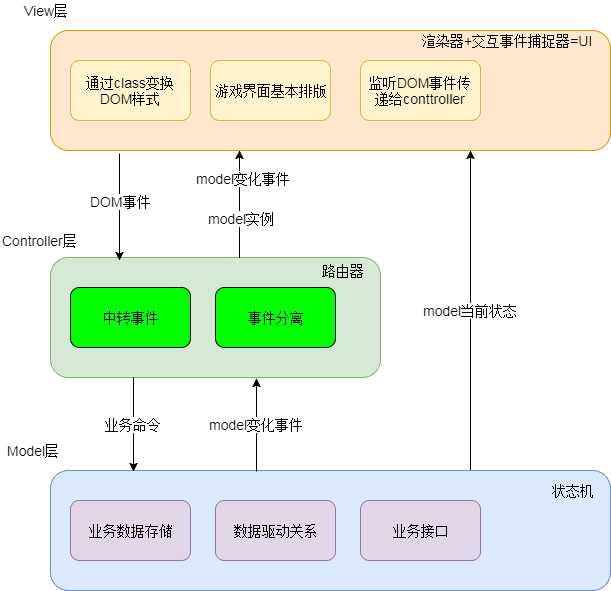 View层
渲染器+交互事件捕捉器=UI
通过class变换
DOM样式
游戏界面基本排版
监听DOM事件传
递给conttroller
model变化事件
DOM事件
model实例
Controller层
路由器
中转事件
事件分离
model当前状态
业务命令
model变化事件
Model层
状态机
业务数据存储
数据驱动关系
业务接口